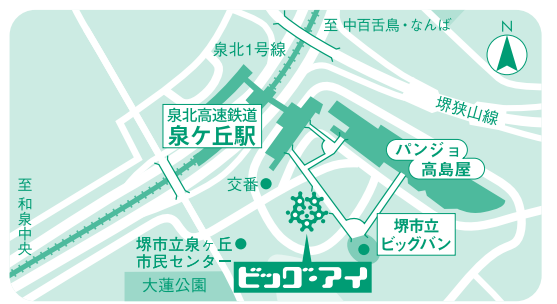 至 中百舌鳥・なんば
N
泉北1号線
堺狭山線
泉北高速鉄道
泉ケ丘駅
パンジョ
高島屋
交番
至 和泉中央
堺市立
ビッグバン
堺市立泉ヶ丘
市民センター
ビッグ・アイ
大蓮公園